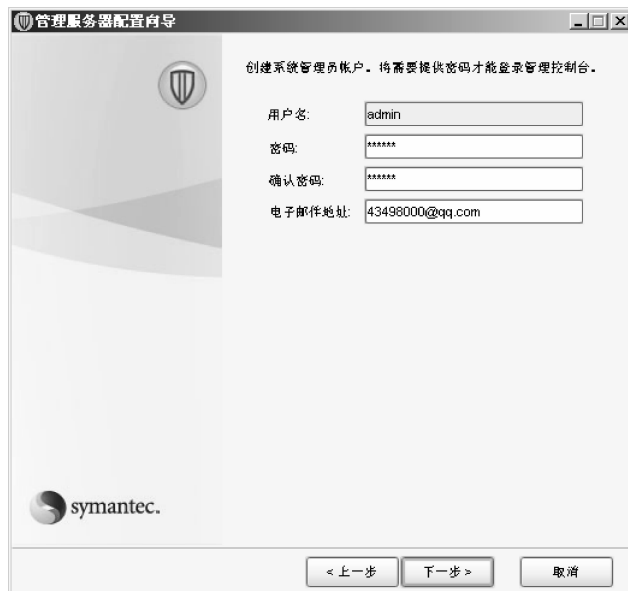 管理服务器配置向导
创建系统管理员帐户。将需要提供密码才能登录管理控制台。
用户名: admin
密码: ******
确认密码: ******
电子邮件地址: 43498000@qq.com
symantec.
<上一步 下一步> 取消